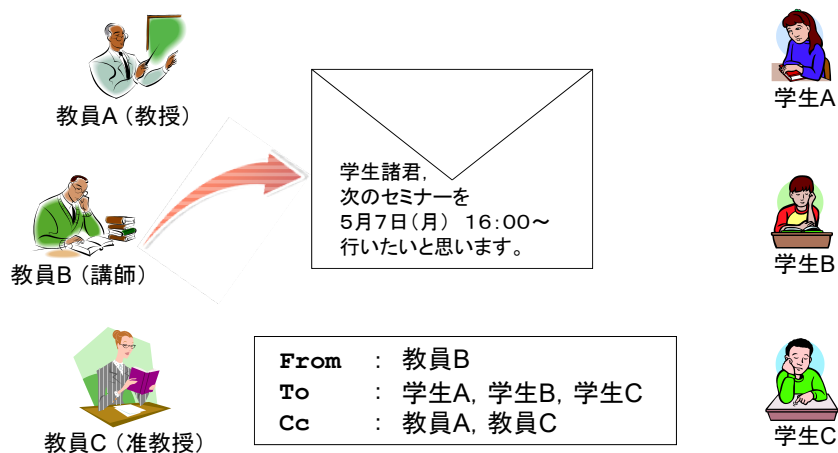 教員A（教授）
学生A
学生諸君，
次のセミナーを
５月７日（月） １６：００～
行いたいと思います。
教員B（講師）
学生B
From ： 教員B
To ： 学生A，学生B，学生C
Cc ： 教員A，教員C
教員C（准教授）
学生C